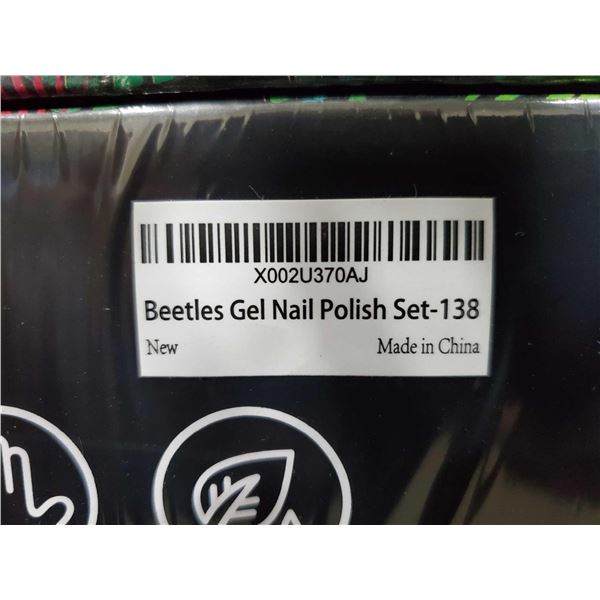 X002U370AJ
Beetles Gel Nail Polish Set-138
New
Made in China